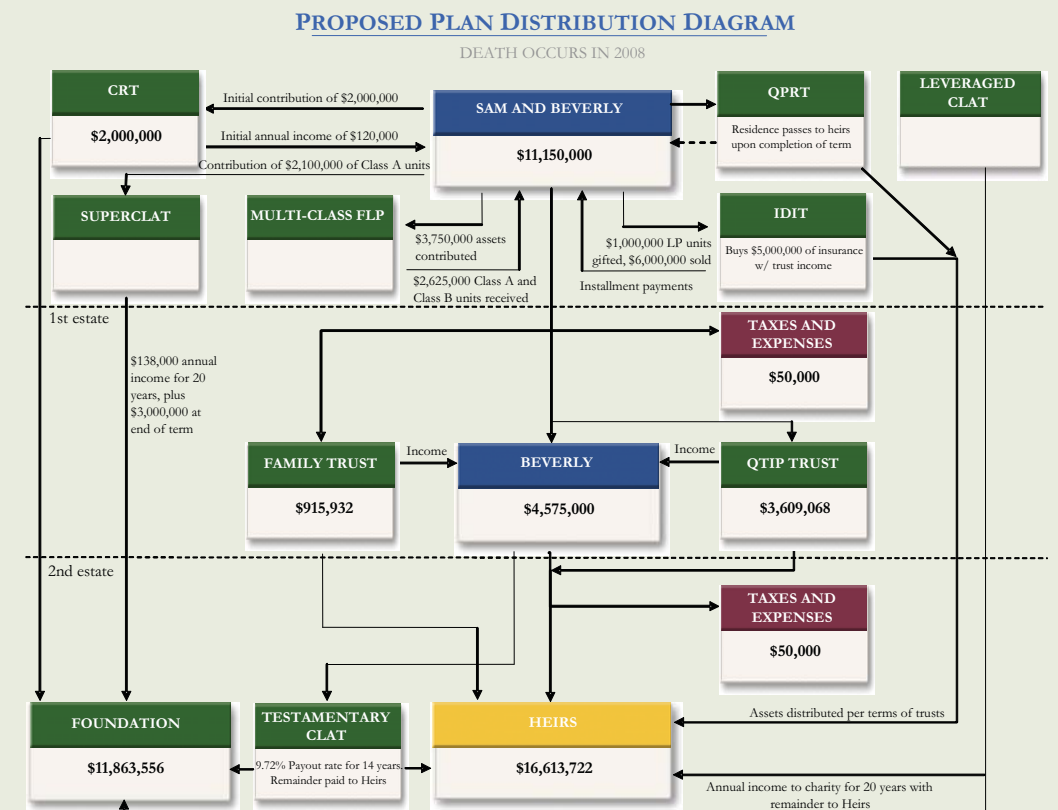 PROPOSED PLAN DISTRIBUTION DIAGRAM
DEATH OCCURS IN 2008
CRT
$2,000,000
Initial contribution of $2,000,000
Initial annual income of $120,000
Contribution of $2,100,000 of Class A units
SAM AND BEVERLY
$11,150,000
QPRT
Residence passes to heirs
upon completion of term
LEVERAGED
CLAT
SUPERCLAT
MULTI-CLASS FLP
$3,750,000 assets
contributed
$2,625,000 Class A and
Class B units received
$1,000,000 LP units
gifted, $6,000,000 sold
Installment payments
IDIT
Buys $5,000,000 of insurance
w/ trust income
1st estate
$138,000 annual
income for 20
years, plus
$3,000,000 at
end of term
TAXES AND
EXPENSES
$50,000
FAMILY TRUST
$915,932
Income
BEVERLY
$4,575,000
Income
QTIP TRUST
$3,609,068
2nd estate
TAXES AND
EXPENSES
$50,000
FOUNDATION
$11,863,556
TESTAMENTARY
CLAT
9.72% Payout rate for 14 years.
Remainder paid to Heirs
HEIRS
$16,613,722
Assets distributed per terms of trusts
Annual income to charity for 20 years with
remainder to Heirs